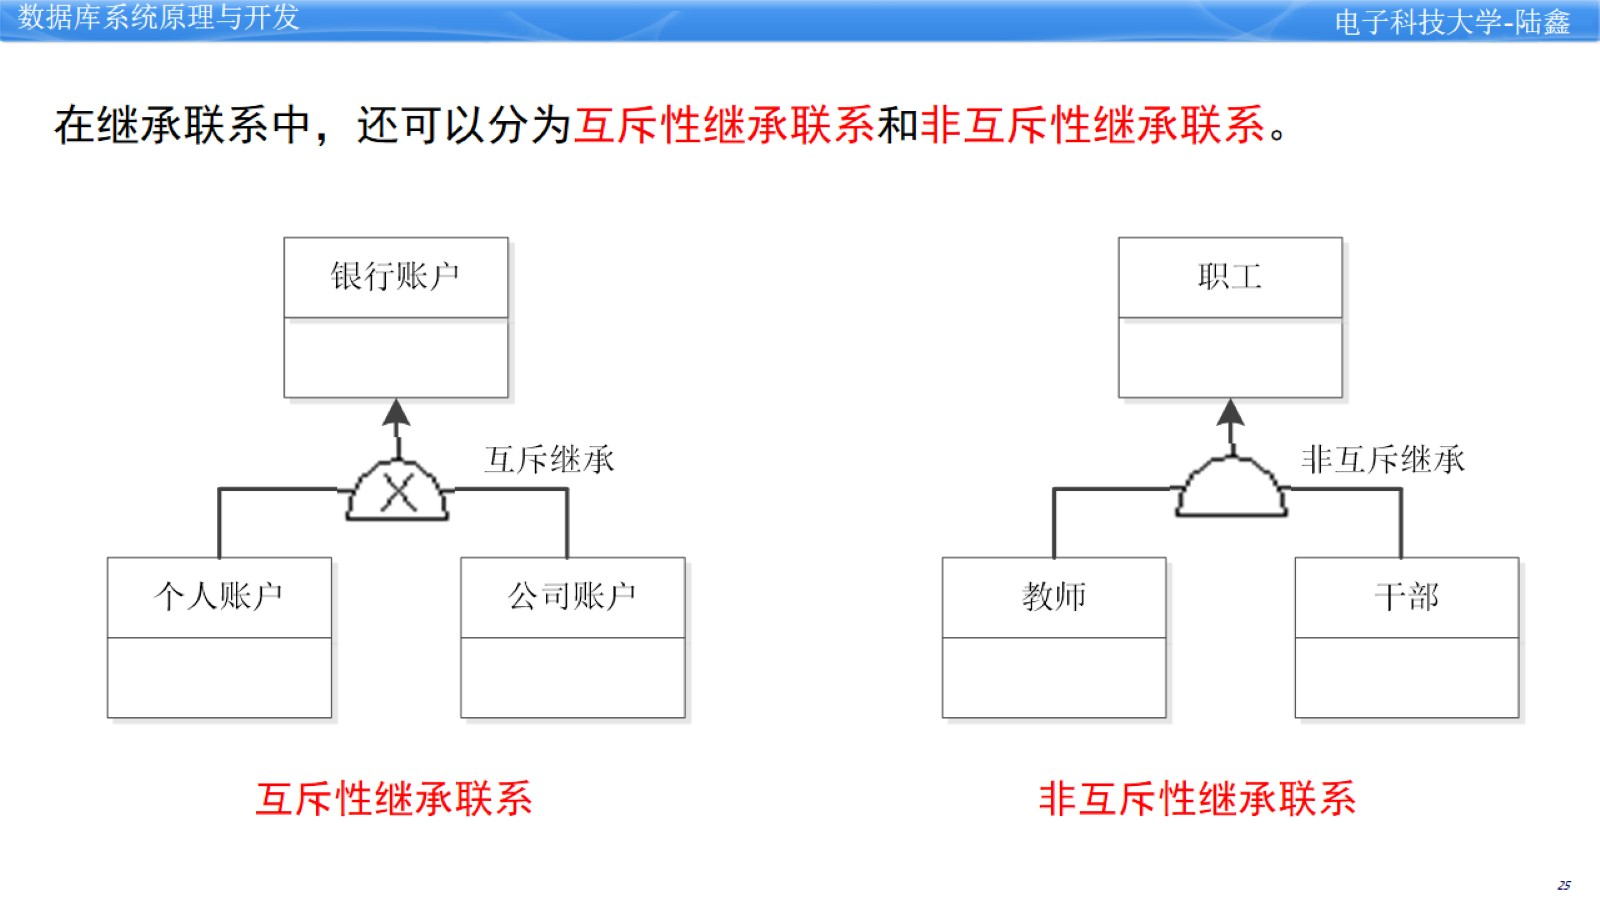 数据库系统原理与开发
电子科技大学-陆鑫
在继承联系中，还可以分为互斥性继承联系和非互斥性继承联系。
银行账户
职工
互斥继承
非互斥继承
个人账户
公司账户
教师
干部
互斥性继承联系
非互斥性继承联系
25